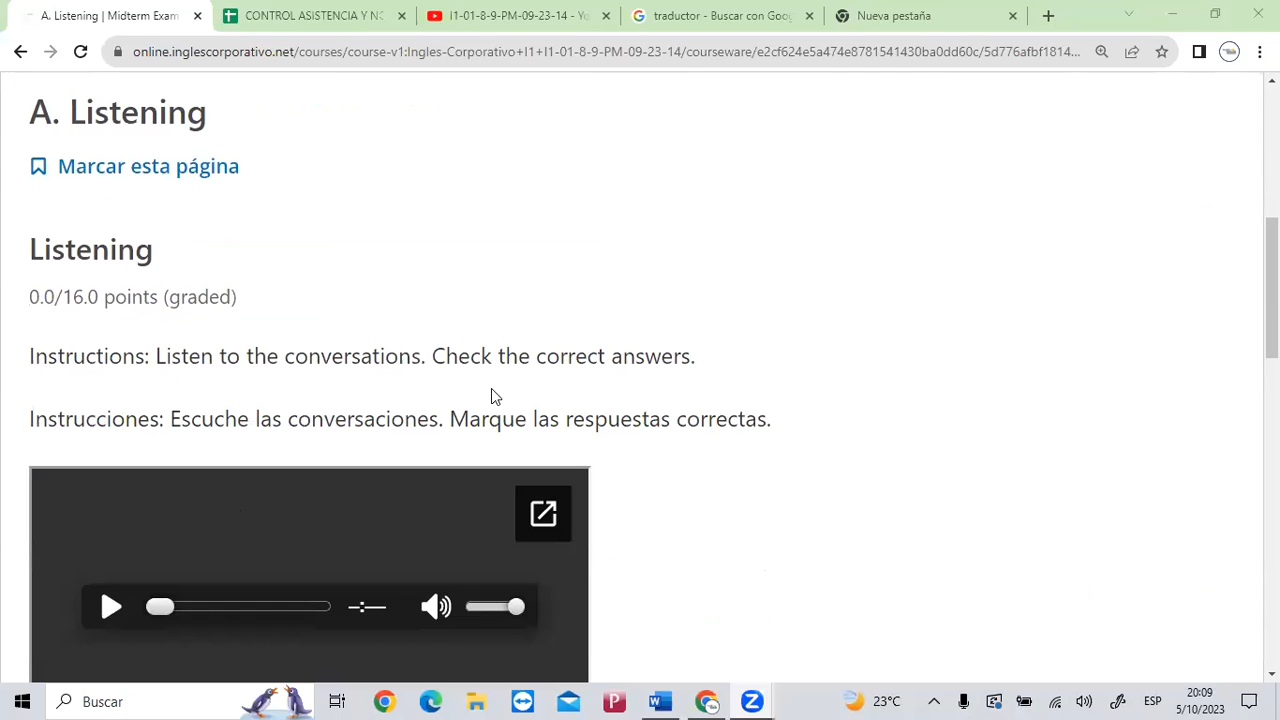 A. Listening | Midterm Exam
CONTROL ASISTENCIA Y NO
I1-01-8-9-PM-09-23-14 - Yu
traductor - Buscar con Goog
Nueva pestaña
online.inglescorporativo.net/courses/course-v1:Ingles-Corporativo+I1+I1-01-8-9-PM-09-23-14/courseware/e2cf624e5a474e8781541430ba0dd60c/5d776afbf1814...
A. Listening
Marcar esta página
Listening
0.0/16.0 points (graded)
Instructions: Listen to the conversations. Check the correct answers.
Instrucciones: Escuche las conversaciones. Marque las respuestas correctas.
-:--
Buscar
23°C
ESP
20:09
5/10/2023